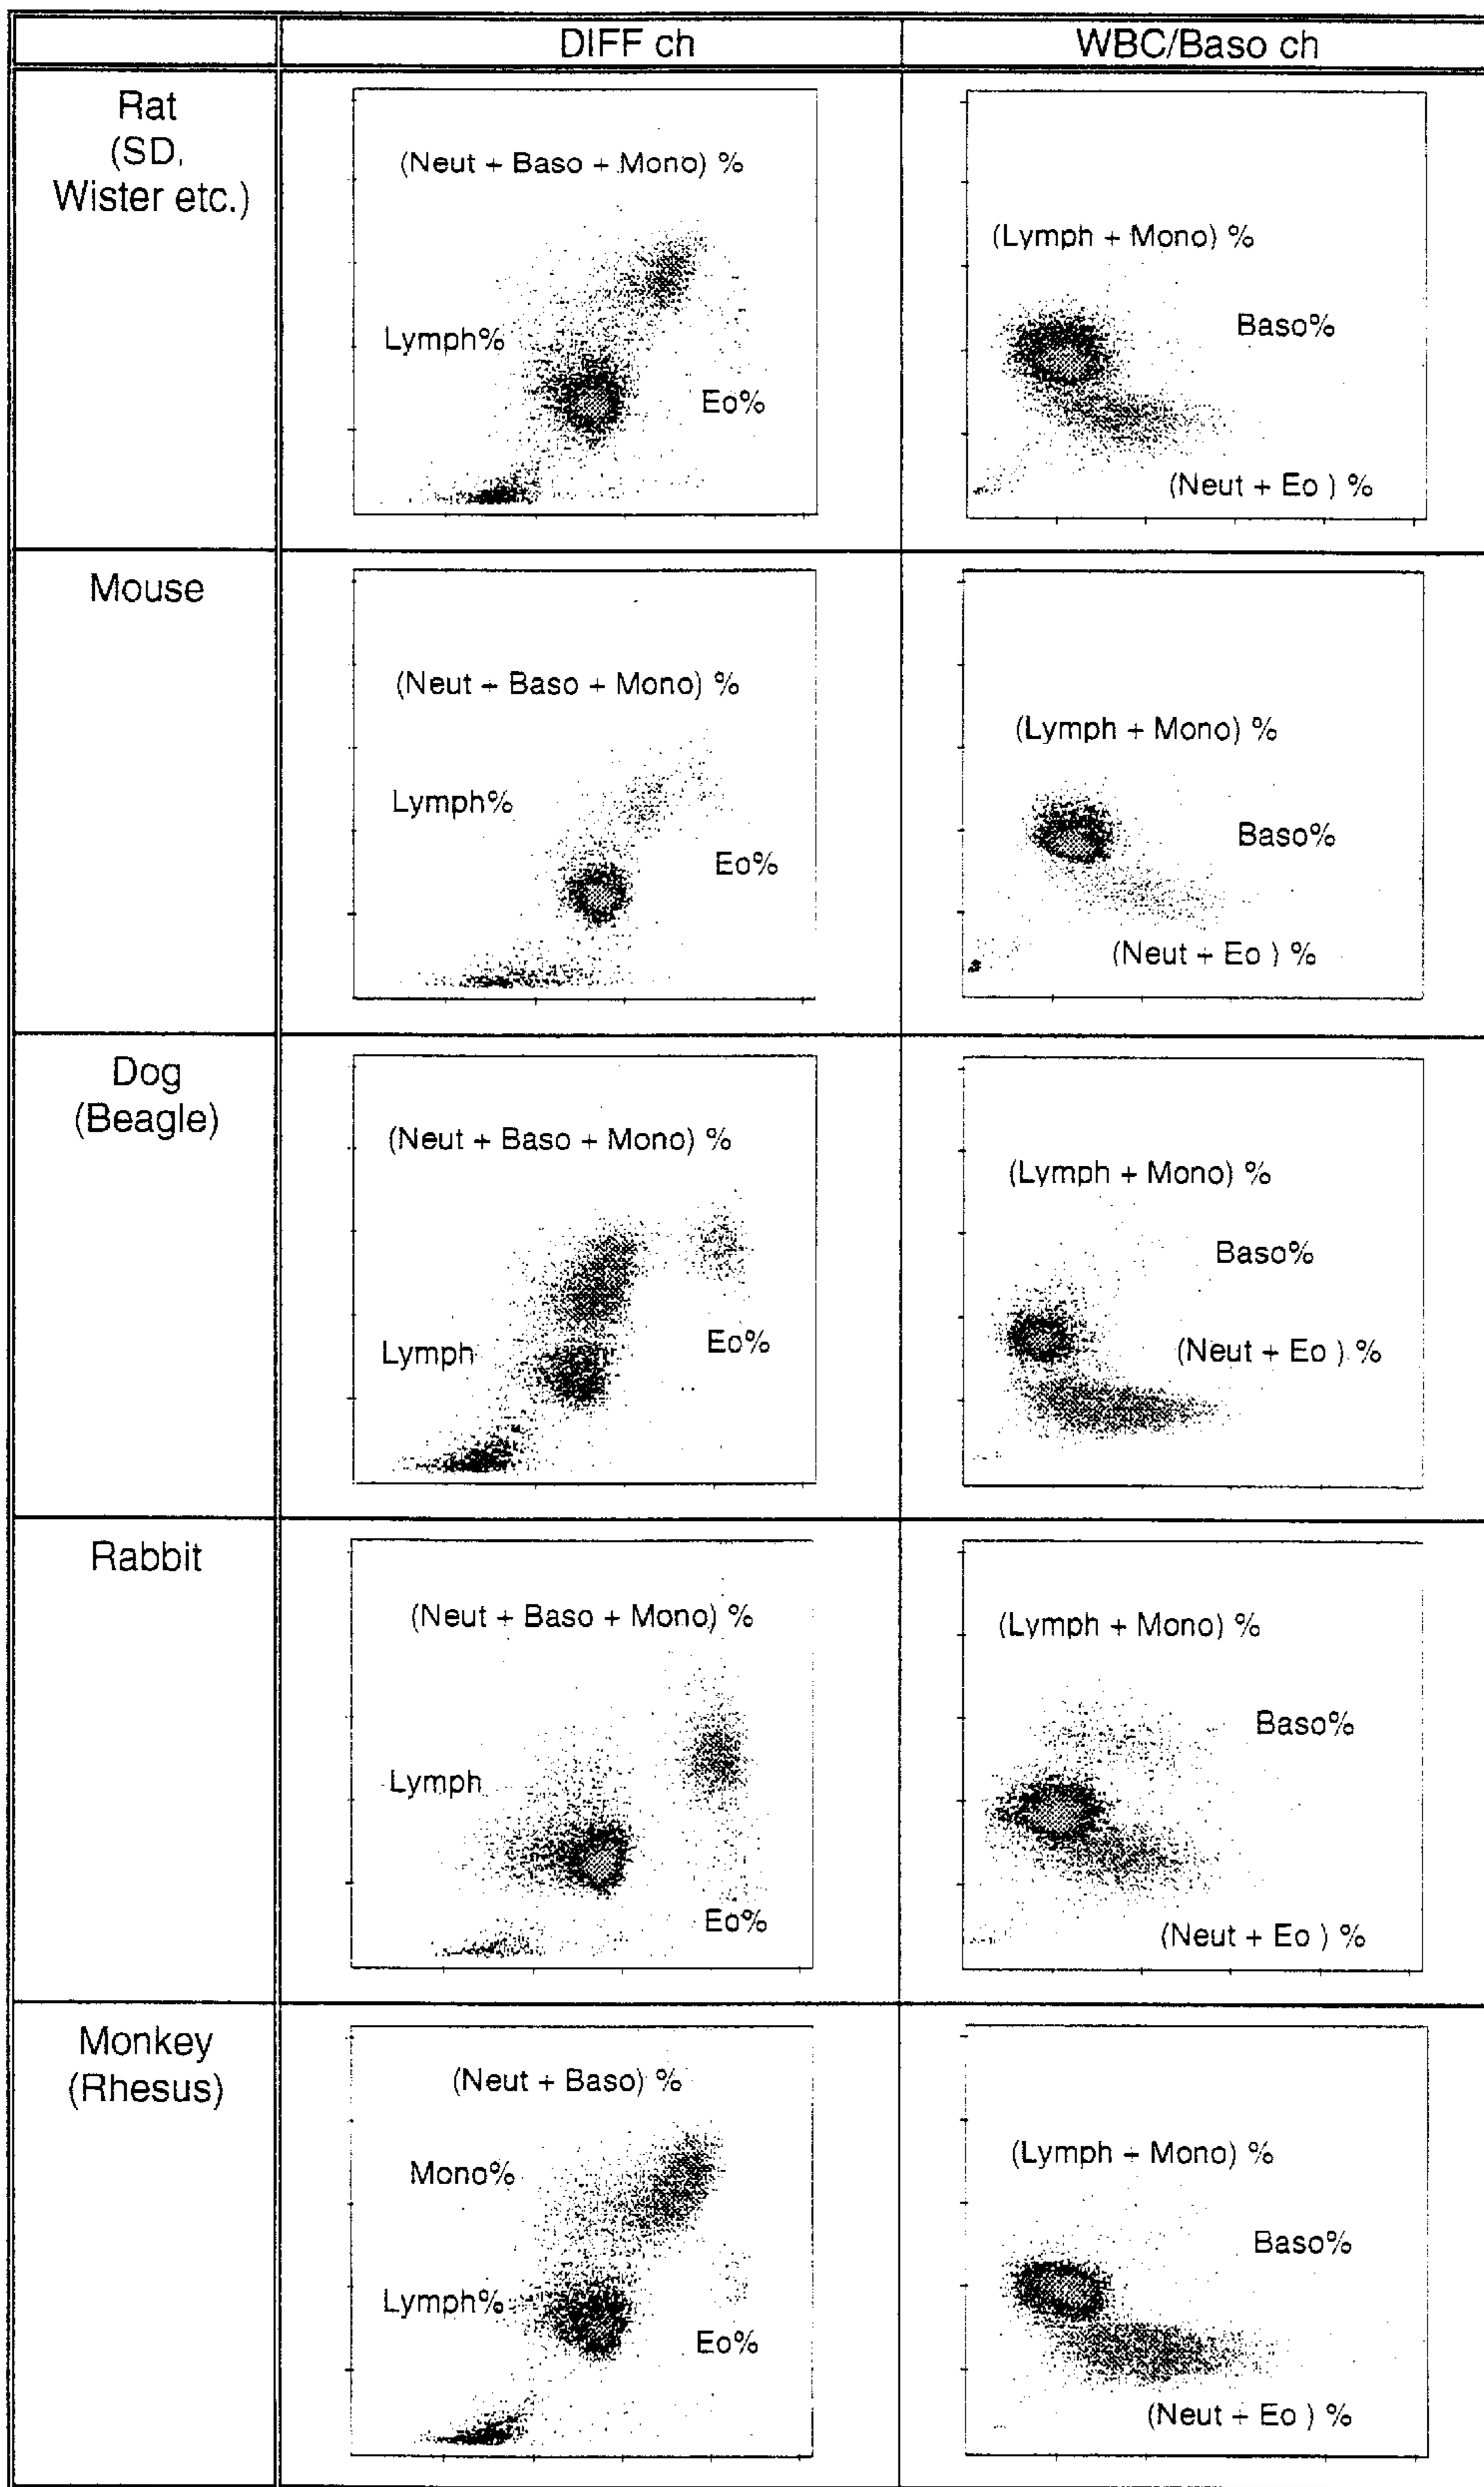 DIFF ch
WBC/Baso ch
Rat
(SD,
Wister etc.)
(Neut + Baso + Mono) %
Lymph%
Eo%
(Lymph + Mono) %
Baso%
(Neut + Eo ) %
Mouse
(Neut + Baso + Mono) %
Lymph%
Eo%
(Lymph + Mono) %
Baso%
(Neut + Eo ) %
Dog
(Beagle)
(Neut + Baso + Mono) %
Lymph
Eo%
(Lymph + Mono) %
Baso%
(Neut + Eo ) %
Rabbit
(Neut + Baso + Mono) %
Lymph
Eo%
(Lymph + Mono) %
Baso%
(Neut + Eo ) %
Monkey
(Rhesus)
(Neut + Baso) %
Mono%
Lymph%
Eo%
(Lymph + Mono) %
Baso%
(Neut + Eo ) %